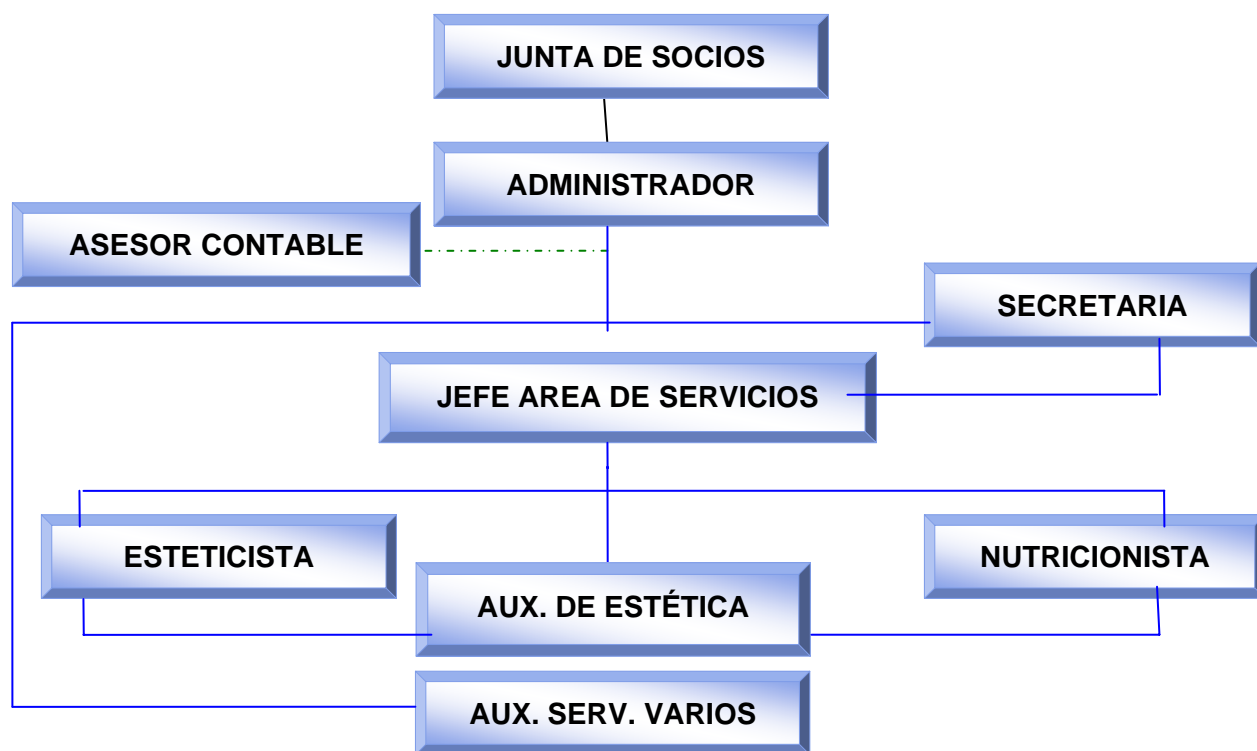 JUNTA DE SOCIOS
ADMINISTRADOR
ASESOR CONTABLE
SECRETARIA
JEFE AREA DE SERVICIOS
ESTETICISTA
NUTRICIONISTA
AUX. DE ESTÉTICA
AUX. SERV. VARIOS